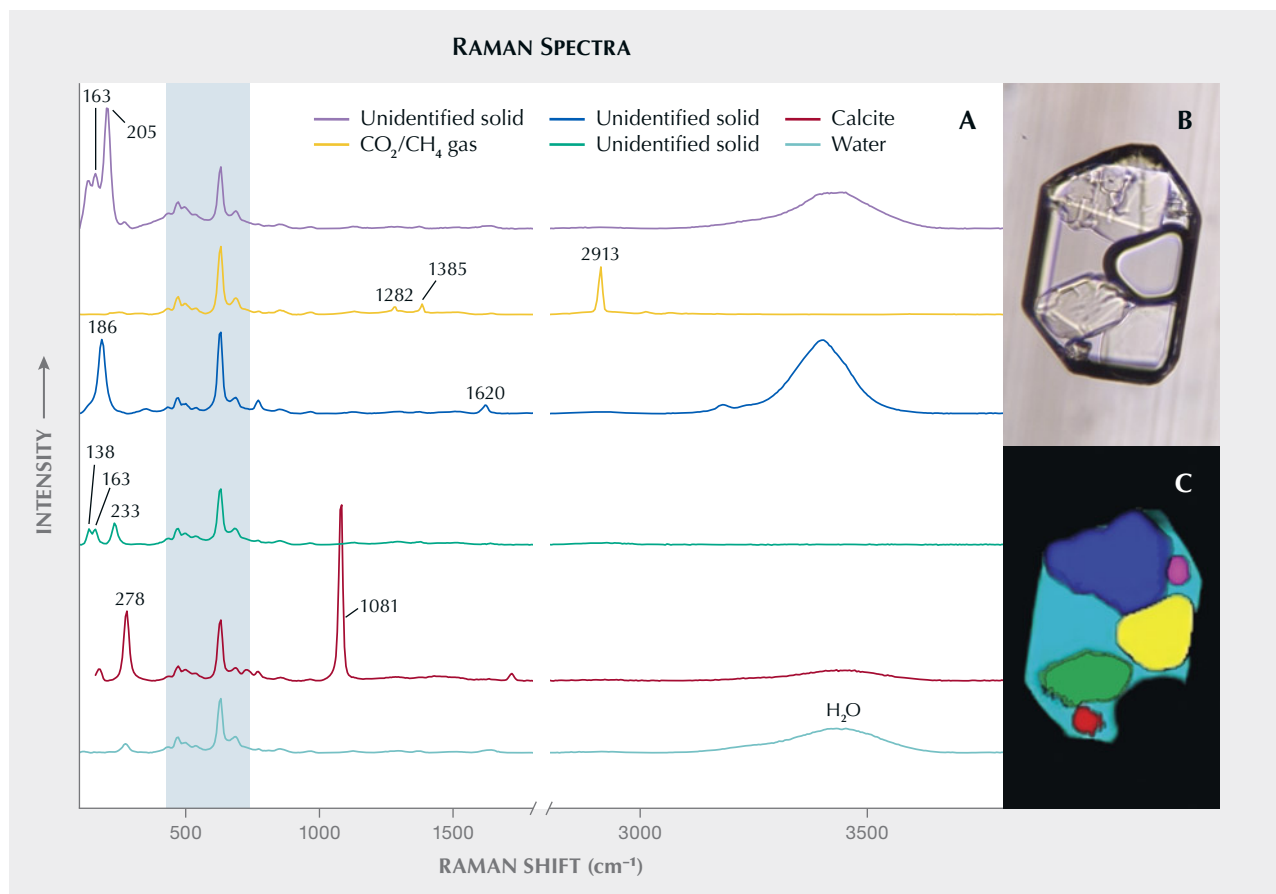 RAMAN SPECTRA
163
205
Unidentified solid
Unidentified solid
Calcite
CO₂/CH₄ gas
Unidentified solid
Water
A
B
2913
1385
1282
186
1620
138
163
233
C
278
1081
H₂O
INTENSITY
500
1000
1500
3000
3500
RAMAN SHIFT (cm⁻¹)